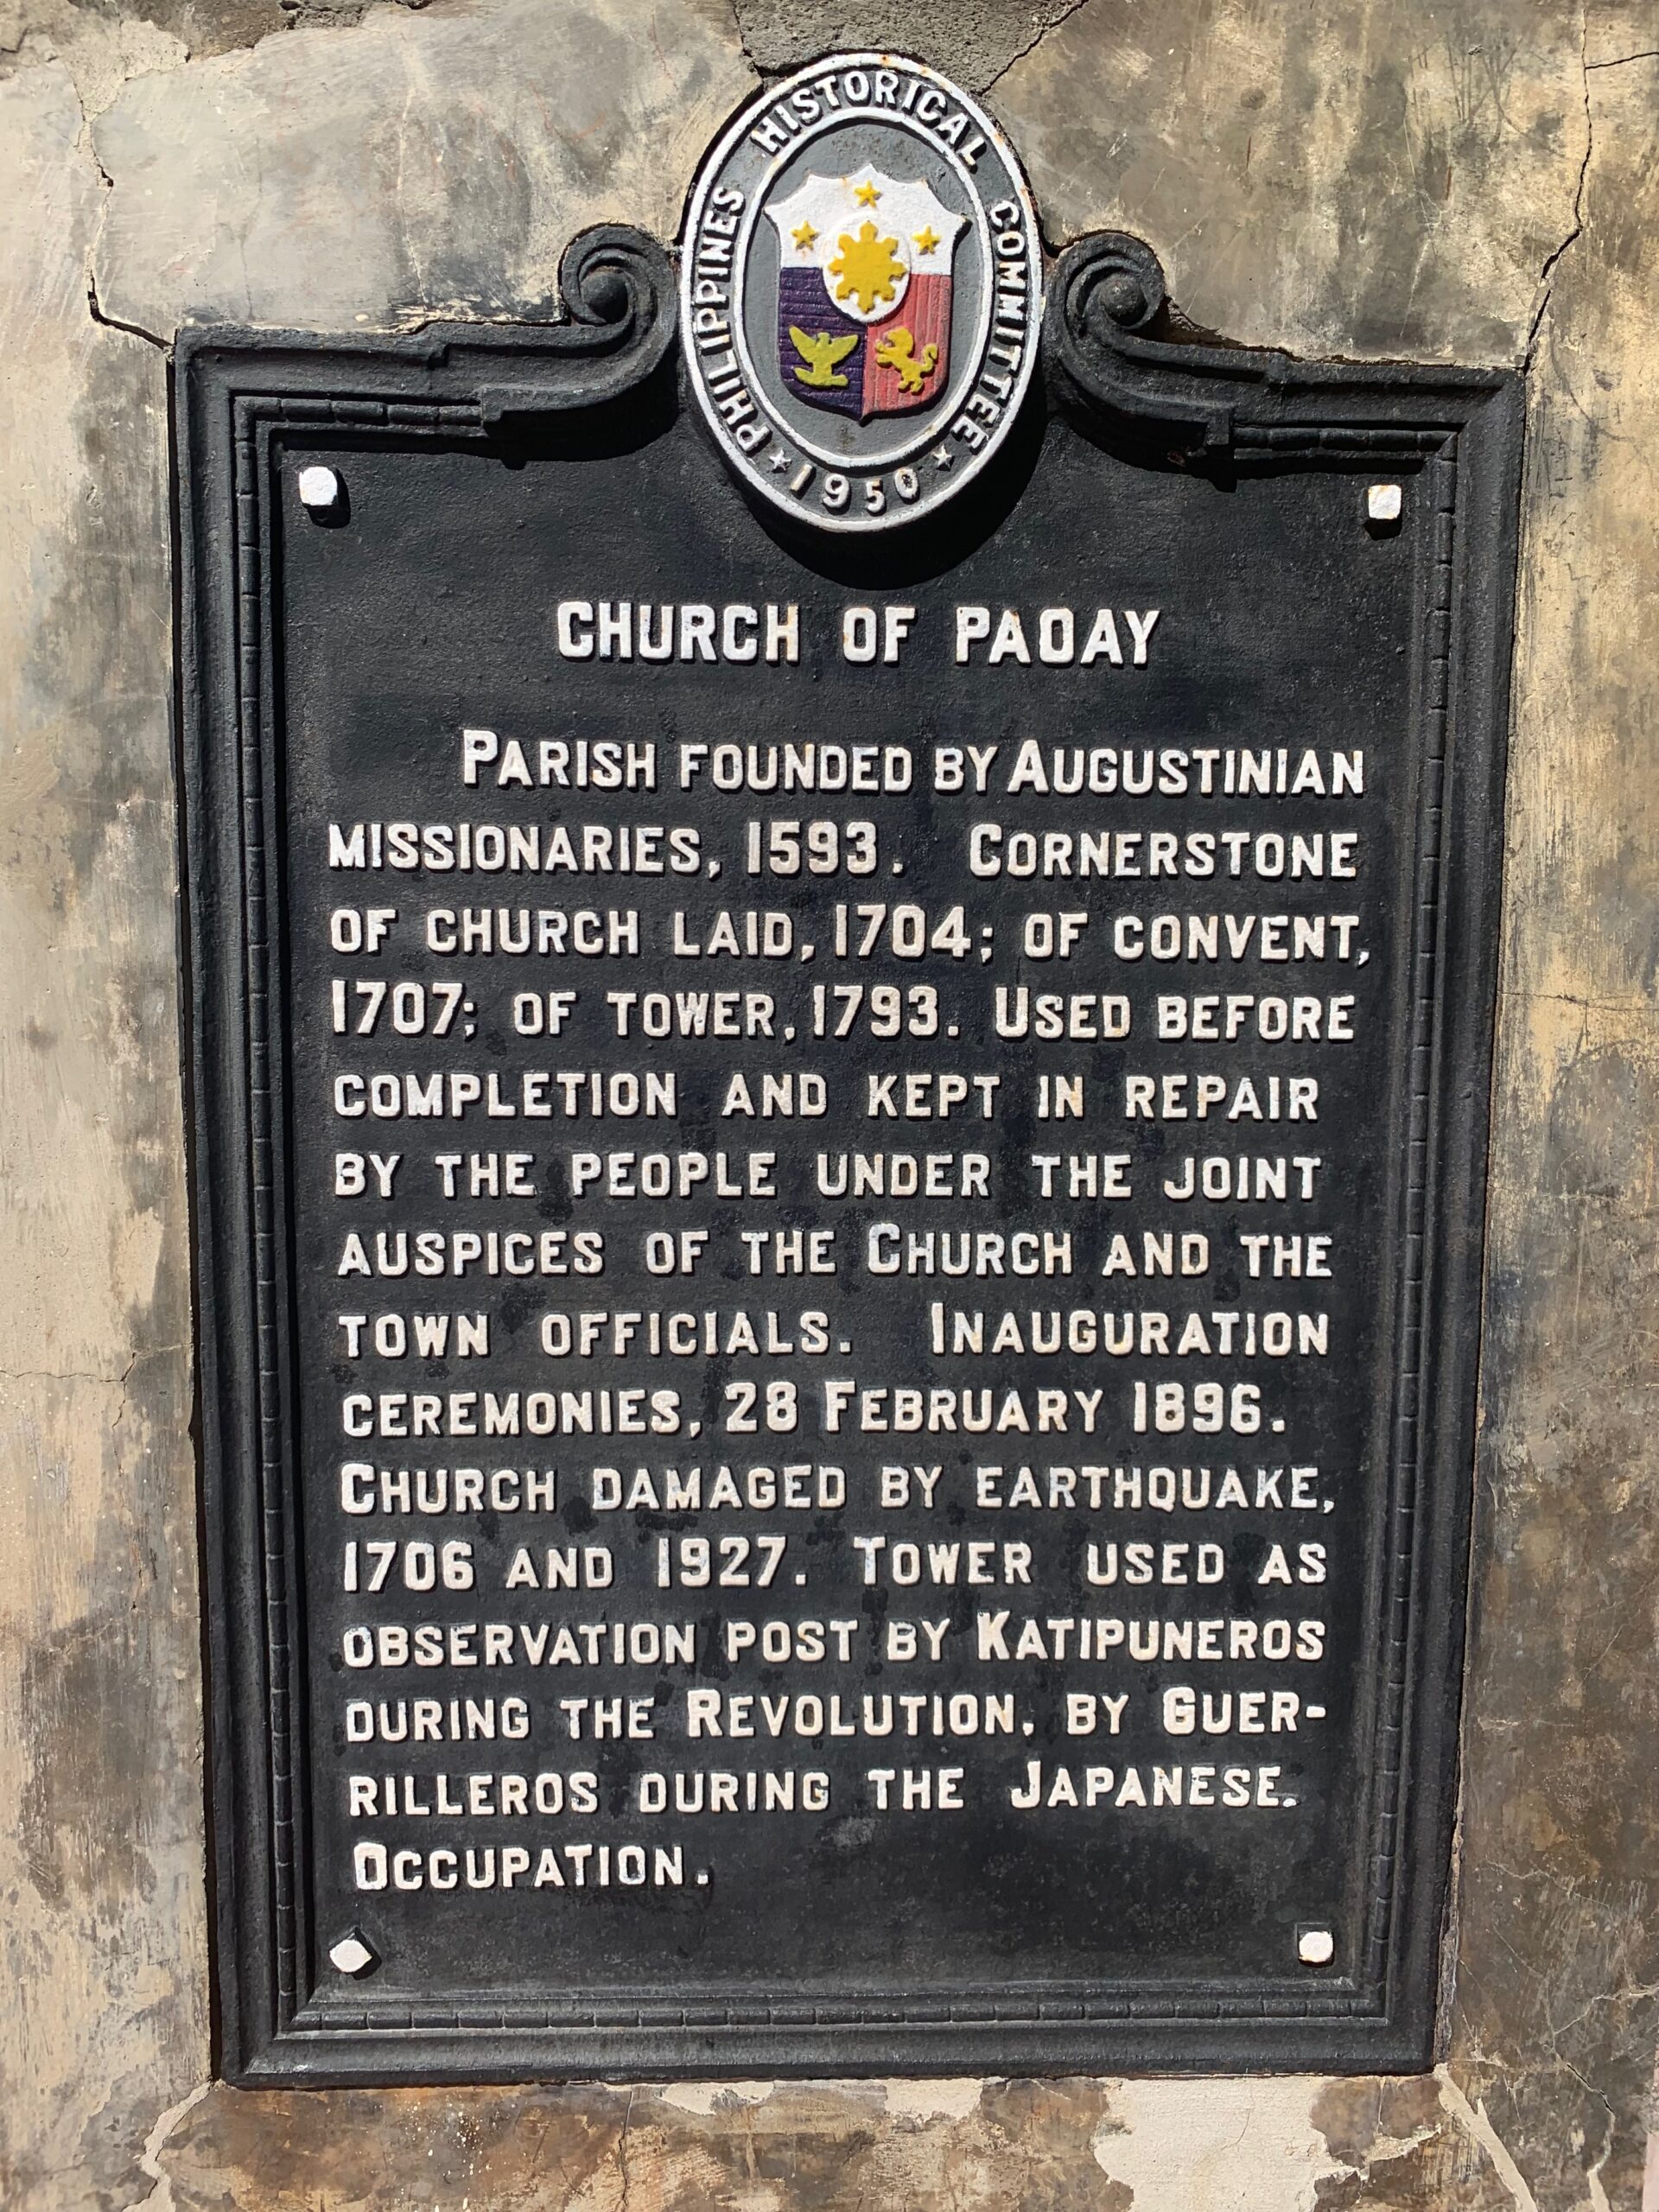 PHILIPPINES HISTORICAL COMMITTEE
★ 1950 ★
CHURCH OF PAOAY
PARISH FOUNDED BY AUGUSTINIAN
MISSIONARIES, 1593. CORNERSTONE
OF CHURCH LAID, 1704; OF CONVENT,
1707; OF TOWER, 1793. USED BEFORE
COMPLETION AND KEPT IN REPAIR
BY THE PEOPLE UNDER THE JOINT
AUSPICES OF THE CHURCH AND THE
TOWN OFFICIALS. INAUGURATION
CEREMONIES, 28 FEBRUARY 1896.
CHURCH DAMAGED BY EARTHQUAKE,
1706 AND 1927. TOWER USED AS
OBSERVATION POST BY KATIPUNEROS
DURING THE REVOLUTION, BY GUER-
RILLEROS DURING THE JAPANESE.
OCCUPATION.